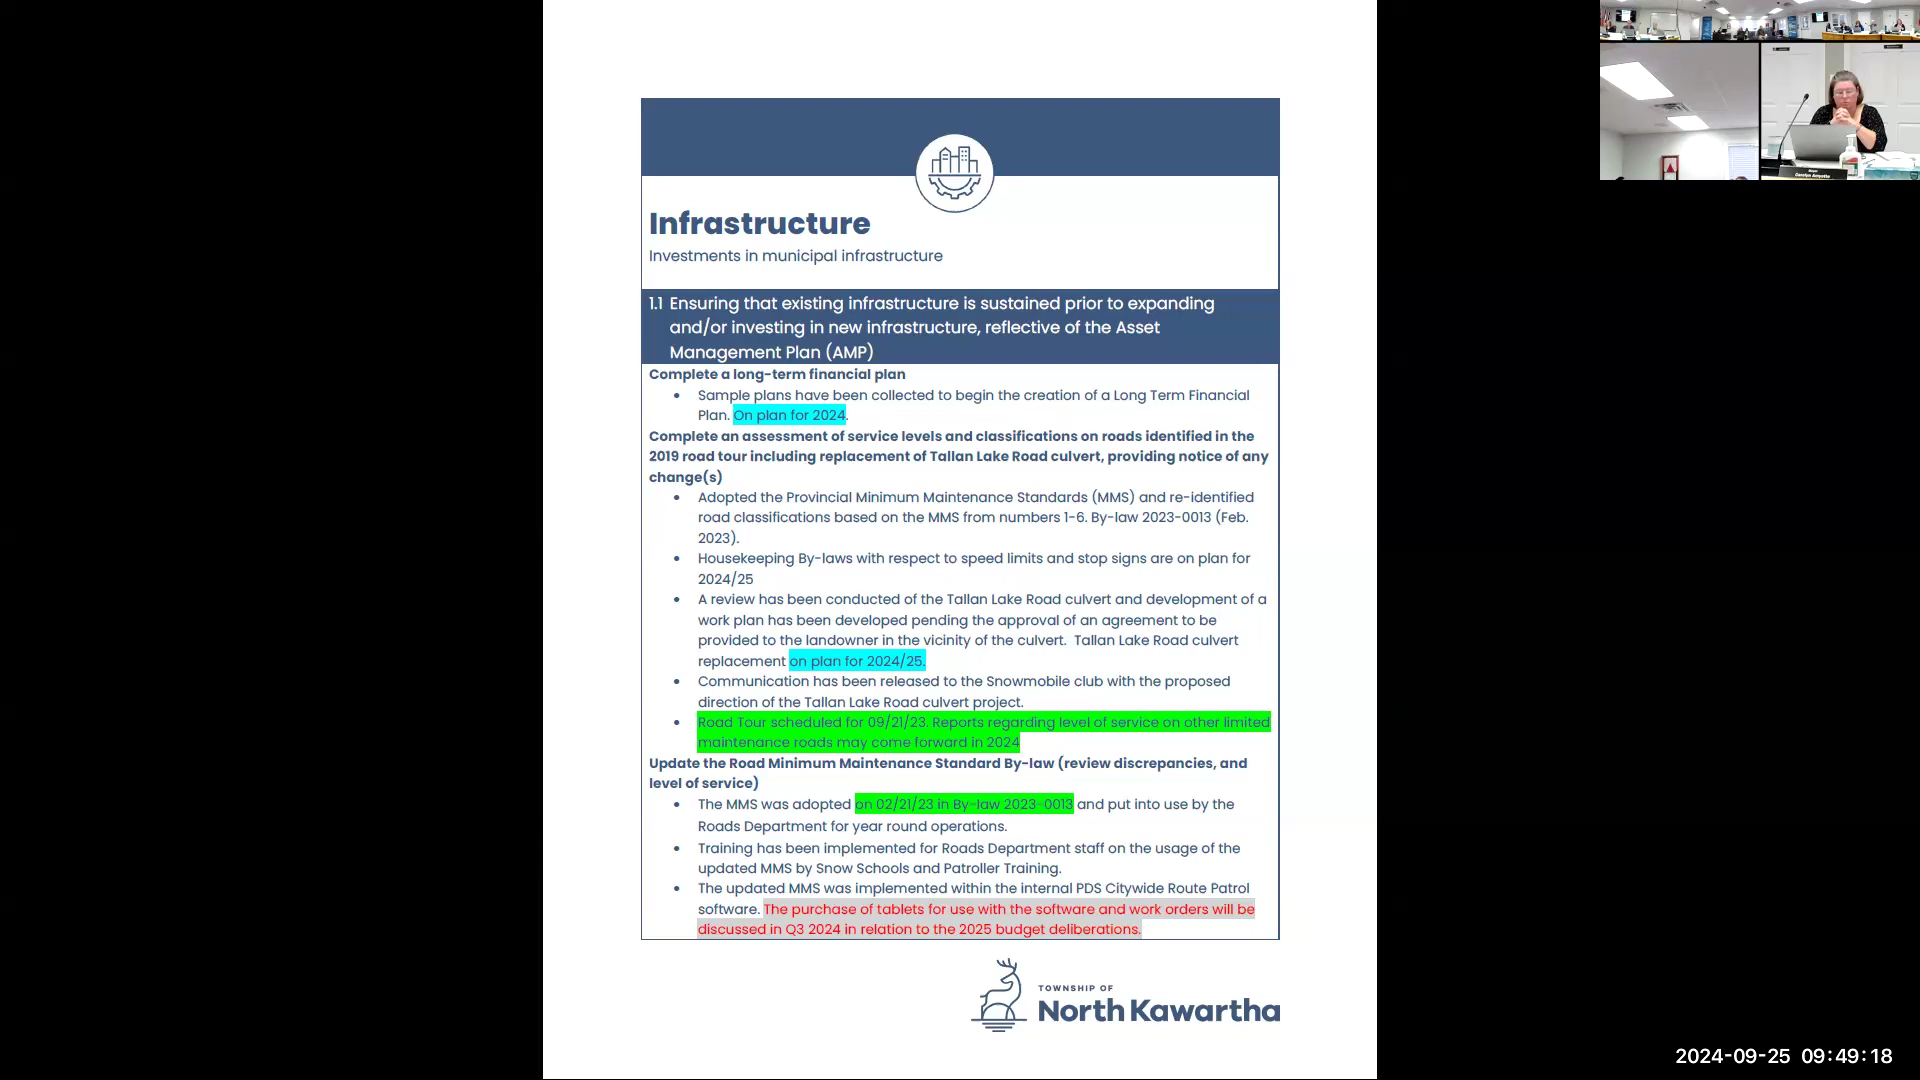 Infrastructure
Investments in municipal infrastructure
1.1 Ensuring that existing infrastructure is sustained prior to expanding
and/or investing in new infrastructure, reflective of the Asset
Management Plan (AMP)
Complete a long-term financial plan
• Sample plans have been collected to begin the creation of a Long Term Financial
Plan. On plan for 2024.
Complete an assessment of service levels and classifications on roads identified in the
2019 road tour including replacement of Tallan Lake Road culvert, providing notice of any
change(s)
• Adopted the Provincial Minimum Maintenance Standards (MMS) and re-identified
road classifications based on the MMS from numbers 1-6. By-law 2023-0013 (Feb.
2023).
• Housekeeping By-laws with respect to speed limits and stop signs are on plan for
2024/25
• A review has been conducted of the Tallan Lake Road culvert and development of a
work plan has been developed pending the approval of an agreement to be
provided to the landowner in the vicinity of the culvert. Tallan Lake Road culvert
replacement on plan for 2024/25.
• Communication has been released to the Snowmobile club with the proposed
direction of the Tallan Lake Road culvert project.
• Road Tour scheduled for 09/21/23. Reports regarding level of service on other limited
maintenance roads may come forward in 2024
Update the Road Minimum Maintenance Standard By-law (review discrepancies, and
level of service)
• The MMS was adopted on 02/21/23 in By-law 2023-0013 and put into use by the
Roads Department for year round operations.
• Training has been implemented for Roads Department staff on the usage of the
updated MMS by Snow Schools and Patroller Training.
• The updated MMS was implemented within the internal PDS Citywide Route Patrol
software. The purchase of tablets for use with the software and work orders will be
discussed in Q3 2024 in relation to the 2025 budget deliberations.
TOWNSHIP OF
North Kawartha
Mayor
Carolyn Amyotte
2024-09-25 09:49:18